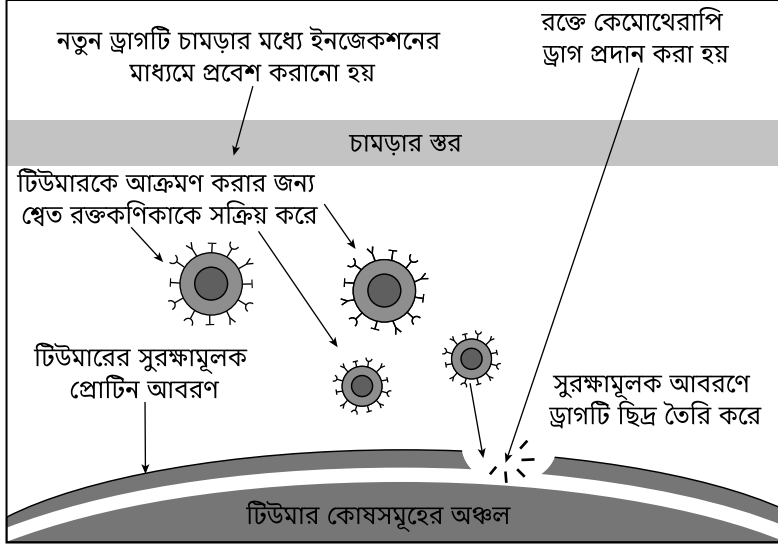 নতুন ড্রাগটি চামড়ার মধ্যে ইনজেকশনের
মাধ্যমে প্রবেশ করানো হয়
রক্তে কেমোথেরাপি
ড্রাগ প্রদান করা হয়
চামড়ার স্তর
টিউমারকে আক্রমণ করার জন্য
শ্বেত রক্তকণিকাকে সক্রিয় করে
টিউমারের সুরক্ষামূলক
প্রোটিন আবরণ
সুরক্ষামূলক আবরণে
ড্রাগটি ছিদ্র তৈরি করে
টিউমার কোষসমূহের অঞ্চল